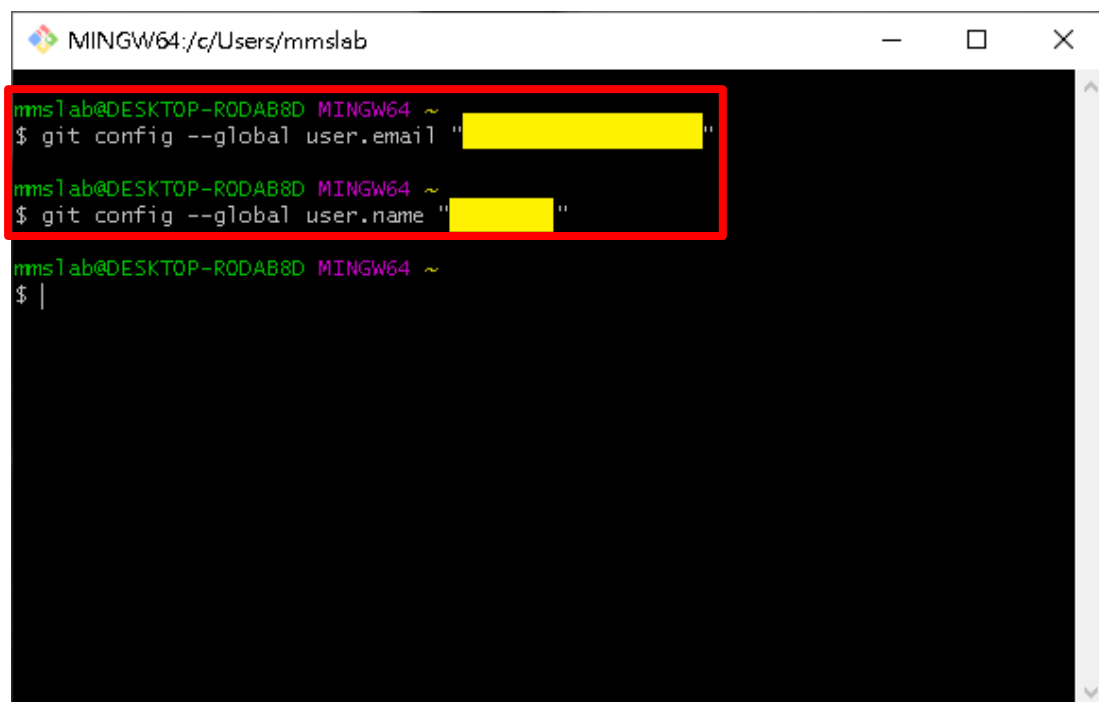 MINGW64:/c/Users/mmslab
mmslab@DESKTOP-RODAB8D MINGW64 ~
$ git config --global user.email " "
mmslab@DESKTOP-RODAB8D MINGW64 ~
$ git config --global user.name " "
mmslab@DESKTOP-RODAB8D MINGW64 ~
$